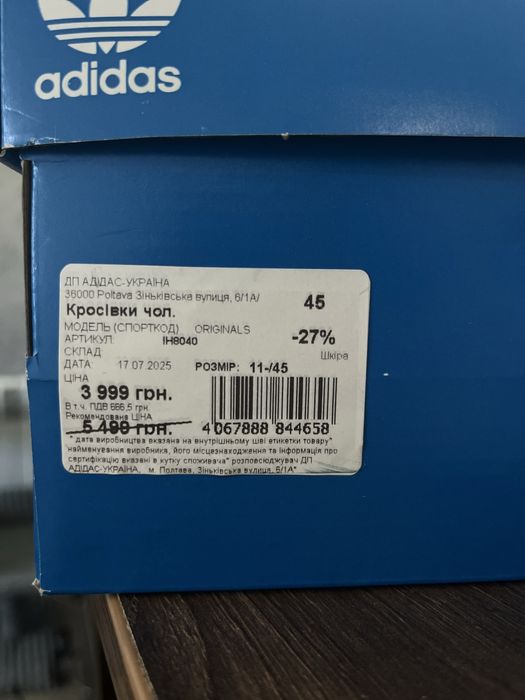 adidas
ДП АДІДАС-УКРАЇНА
36000 Poltava Зіньківська вулиця, 6/1А/
45
Кросівки чол.
МОДЕЛЬ (СПОРТКОД) ORIGINALS
-27%
АРТИКУЛ: IH8040
Шкіра
СКЛАД
ДАТА: 17.07.2025 РОЗМІР: 11-/45
ЦІНА
3 999 грн.
В т.ч. ПДВ 666,5 грн.
Рекомендована ЦІНА
5 499 грн.
4 067888 844658
* дата виробництва вказана на внутрішньому шві етикетки товару*
найменування виробника, його місцезнаходження та інформація про
сертифікацію вказані в кутку споживача* розповсюджувач ДП
АДІДАС-УКРАЇНА, м. Полтава, Зіньківська вулиця, 6/1А*